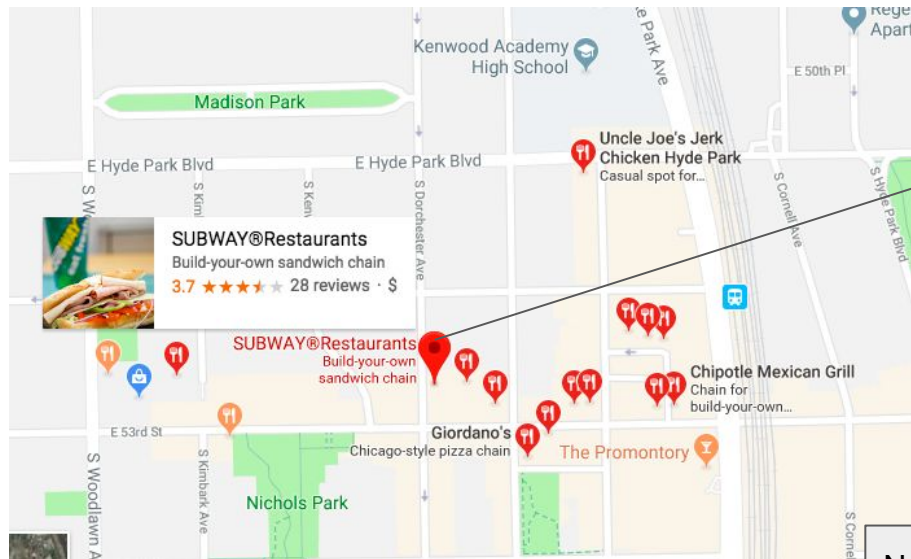 Kenwood Academy
High School
Park Ave
Rege
Apart
E 50th Pl
Madison Park
Uncle Joe's Jerk
Chicken Hyde Park
Casual spot for...
E Hyde Park Blvd
E Hyde Park Blvd
S Dorchester Ave
S Cornell Ave
S Hyde Park Blvd
SUBWAY®Restaurants
Build-your-own sandwich chain
3.7
28 reviews · $
SUBWAY®Restaurants
Build-your-own
sandwich chain
Chipotle Mexican Grill
Chain for
build-your-own...
Giordano's
Chicago-style pizza chain
E 53rd St
The Promontory
Nichols Park
S Woodlawn A
S Kimbark Ave
S Corne